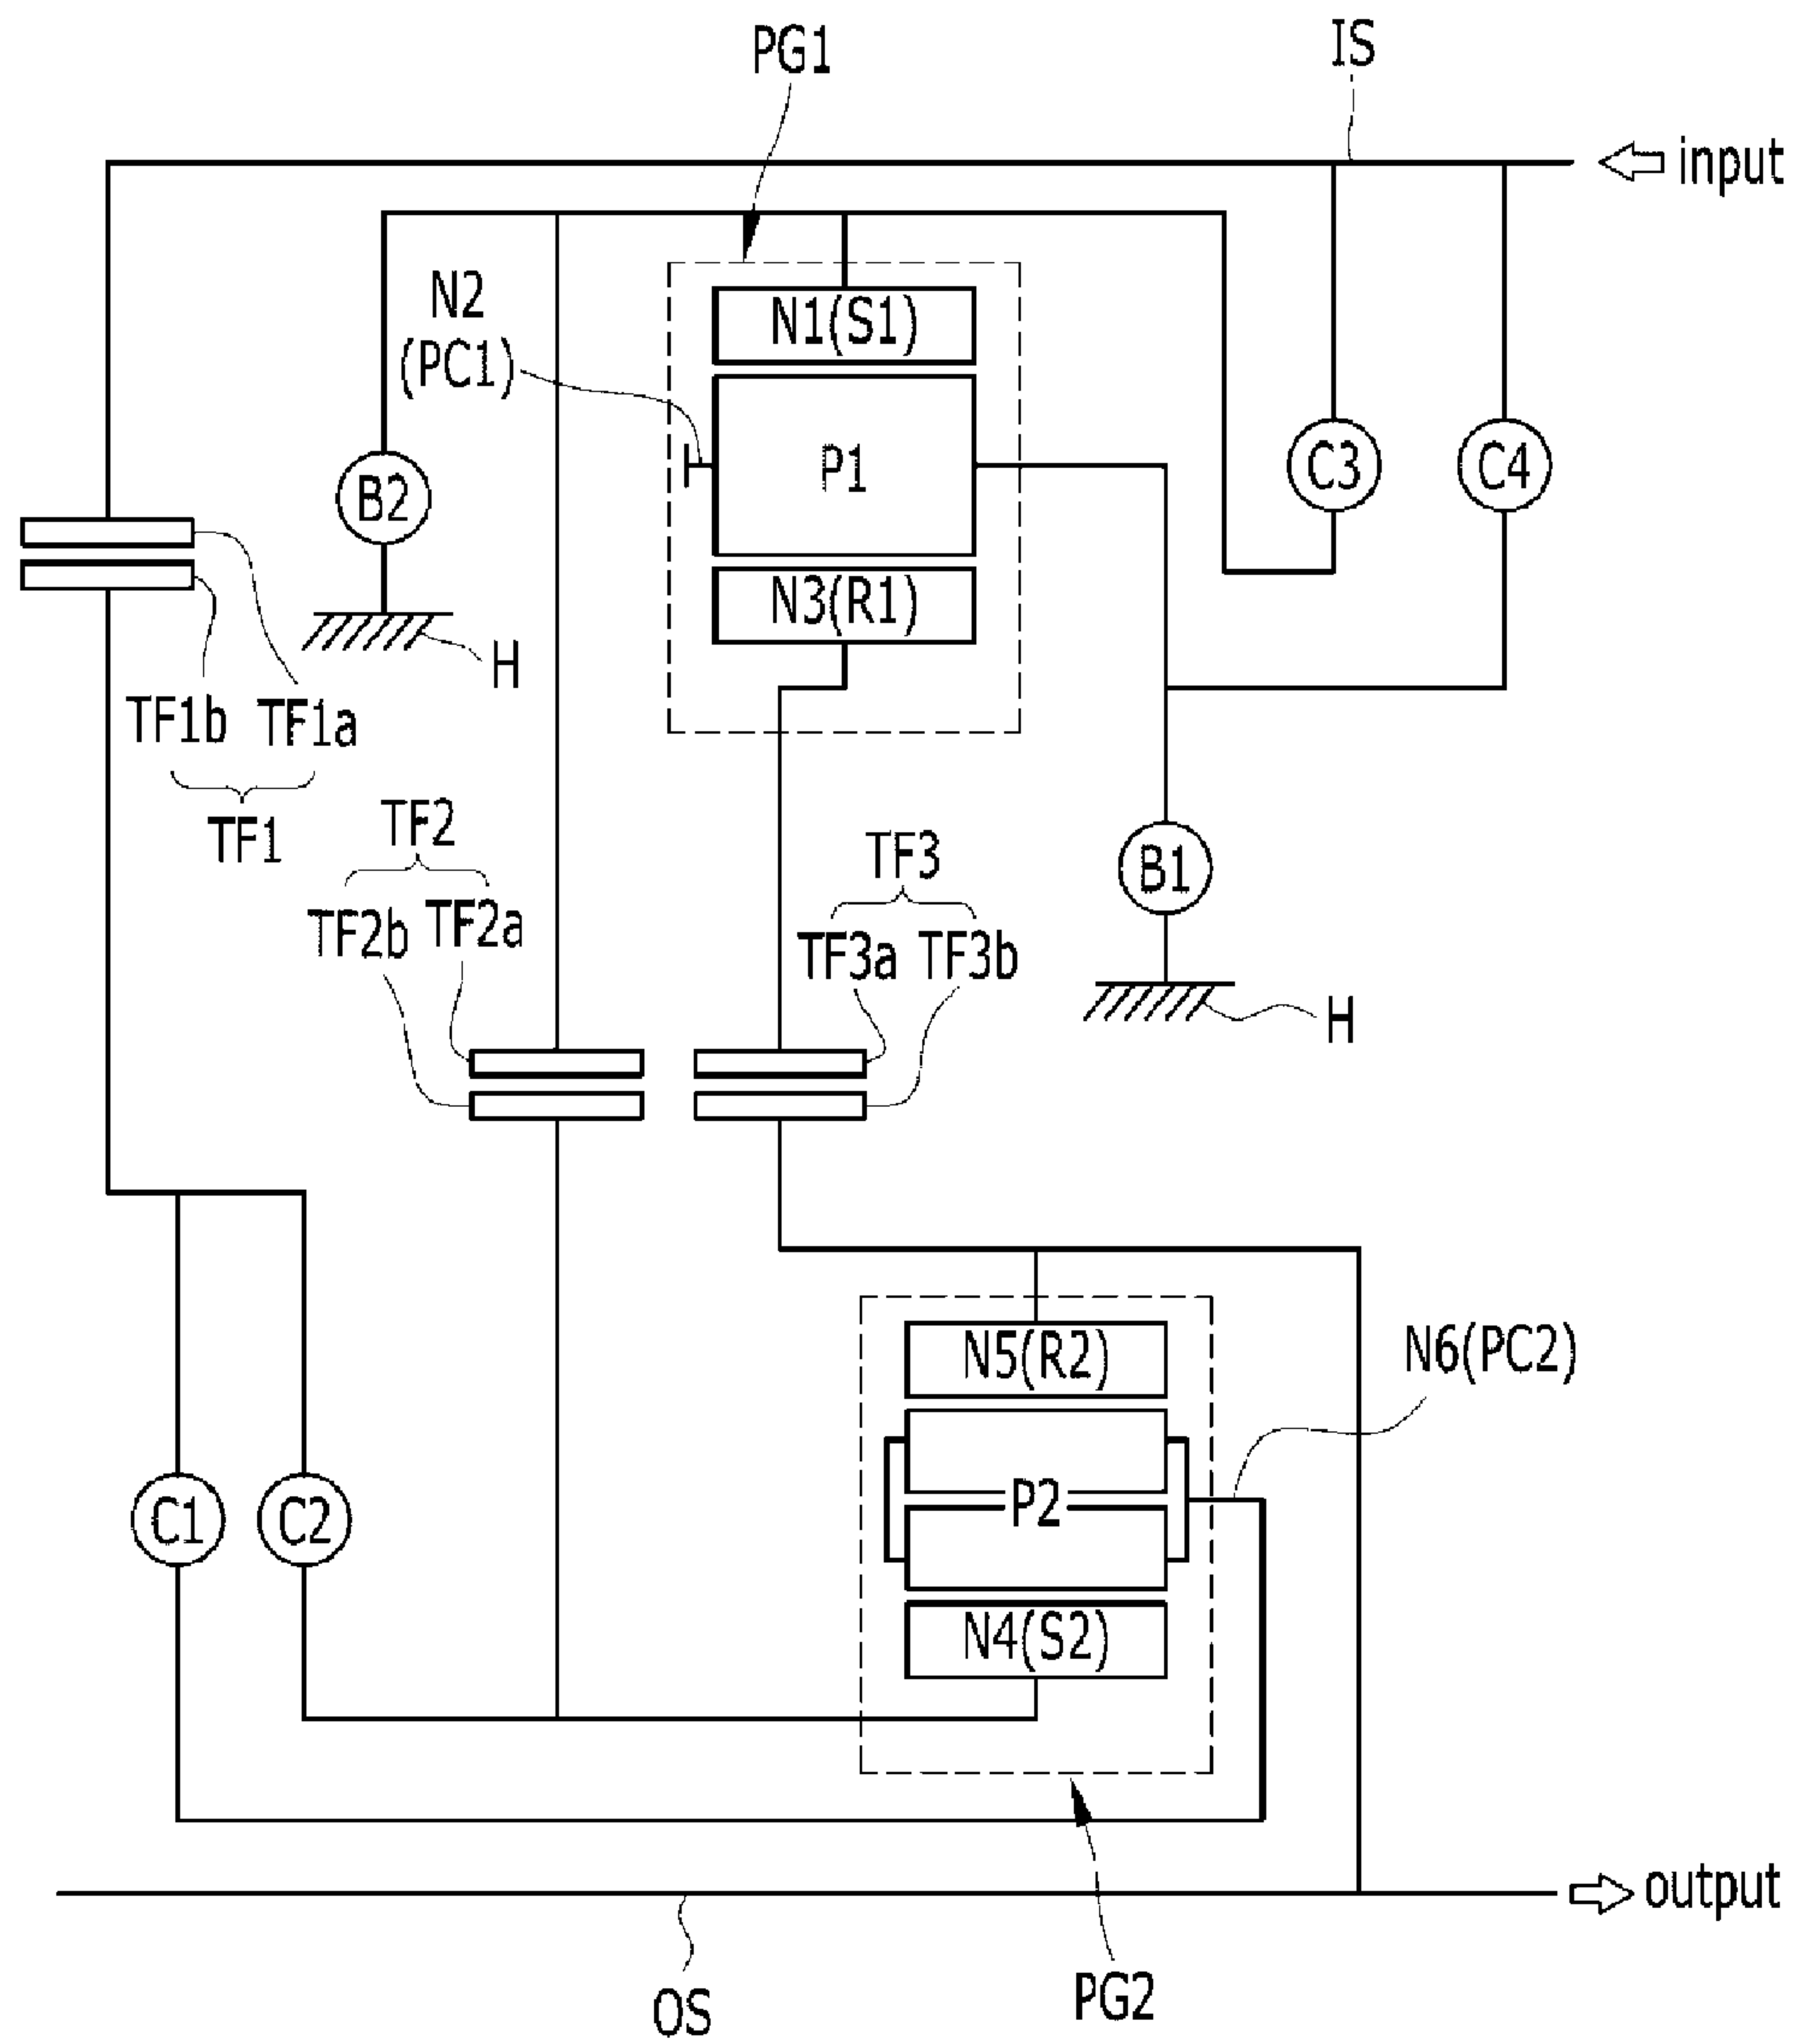 PG1
IS
input
N2
(PC1)
N1(S1)
P1
C3
C4
B2
N3(R1)
H
TF1b
TF1a
TF1
TF2
TF2b
TF2a
TF3
TF3a
TF3b
B1
H
N5(R2)
N6(PC2)
P2
C1
C2
N4(S2)
output
OS
PG2